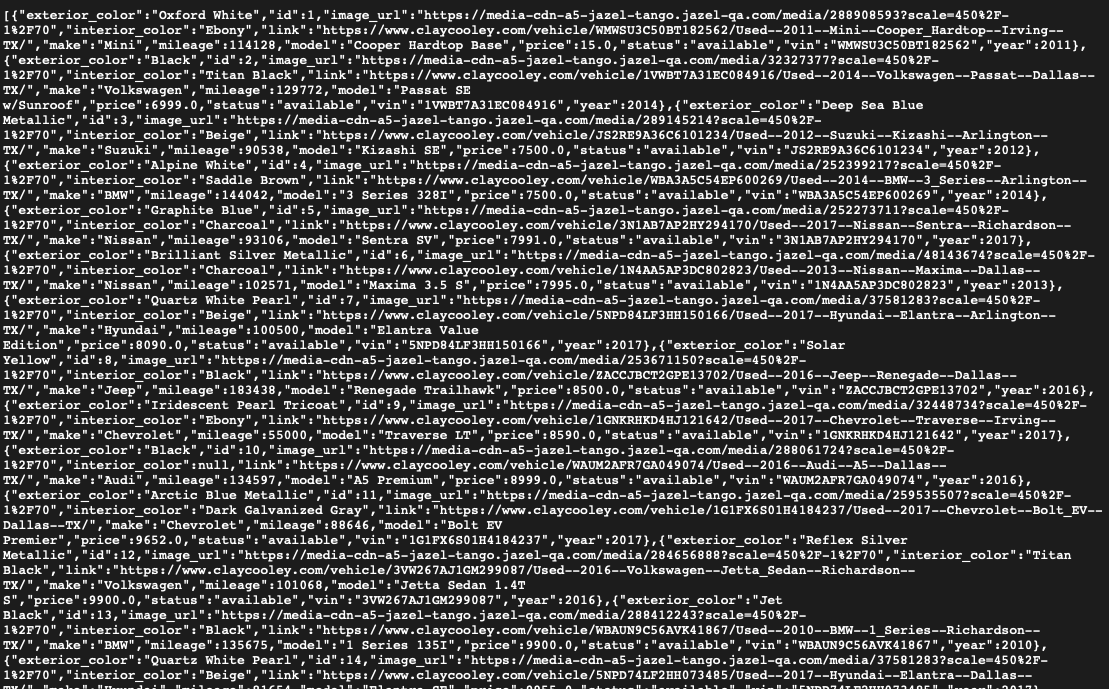 [{"exterior_color":"Oxford White","id":1,"image_url":"https://media-cdn-a5-jazel-tango.jazel-qa.com/media/288908593?scale=450%2F-
1%2F70","interior_color":"Ebony","link":"https://www.claycooley.com/vehicle/WMWSU3C50BT182562/Used--2011--Mini--Cooper_Hardtop--Irving--
TX/","make":"Mini","mileage":114128,"model":"Cooper Hardtop Base","price":15.0,"status":"available","vin":"WMWSU3C50BT182562","year":2011},
{"exterior_color":"Black","id":2,"image_url":"https://media-cdn-a5-jazel-tango.jazel-qa.com/media/32327377?scale=450%2F-
1%2F70","interior_color":"Titan Black","link":"https://www.claycooley.com/vehicle/1VWBT7A31EC084916/Used--2014--Volkswagen--Passat--Dallas--
TX/","make":"Volkswagen","mileage":129772,"model":"Passat SE
w/Sunroof","price":6999.0,"status":"available","vin":"1VWBT7A31EC084916","year":2014},{"exterior_color":"Deep Sea Blue
Metallic","id":3,"image_url":"https://media-cdn-a5-jazel-tango.jazel-qa.com/media/289145214?scale=450%2F-
1%2F70","interior_color":"Beige","link":"https://www.claycooley.com/vehicle/JS2RE9A36C6101234/Used--2012--Suzuki--Kizashi--Arlington--
TX/","make":"Suzuki","mileage":90538,"model":"Kizashi SE","price":7500.0,"status":"available","vin":"JS2RE9A36C6101234","year":2012},
{"exterior_color":"Alpine White","id":4,"image_url":"https://media-cdn-a5-jazel-tango.jazel-qa.com/media/252399217?scale=450%2F-
1%2F70","interior_color":"Saddle Brown","link":"https://www.claycooley.com/vehicle/WBA3A5C54EP600269/Used--2014--BMW--3_Series--Arlington--
TX/","make":"BMW","mileage":144042,"model":"3 Series 328I","price":7500.0,"status":"available","vin":"WBA3A5C54EP600269","year":2014},
{"exterior_color":"Graphite Blue","id":5,"image_url":"https://media-cdn-a5-jazel-tango.jazel-qa.com/media/252273711?scale=450%2F-
1%2F70","interior_color":"Charcoal","link":"https://www.claycooley.com/vehicle/3N1AB7AP2HY294170/Used--2017--Nissan--Sentra--Richardson--
TX/","make":"Nissan","mileage":93106,"model":"Sentra SV","price":7991.0,"status":"available","vin":"3N1AB7AP2HY294170","year":2017},
{"exterior_color":"Brilliant Silver Metallic","id":6,"image_url":"https://media-cdn-a5-jazel-tango.jazel-qa.com/media/48143674?scale=450%2F-
1%2F70","interior_color":"Charcoal","link":"https://www.claycooley.com/vehicle/1N4AA5AP3DC802823/Used--2013--Nissan--Maxima--Dallas--
TX/","make":"Nissan","mileage":102571,"model":"Maxima 3.5 S","price":7995.0,"status":"available","vin":"1N4AA5AP3DC802823","year":2013},
{"exterior_color":"Quartz White Pearl","id":7,"image_url":"https://media-cdn-a5-jazel-tango.jazel-qa.com/media/37581283?scale=450%2F-
1%2F70","interior_color":"Beige","link":"https://www.claycooley.com/vehicle/5NPD84LF3HH150166/Used--2017--Hyundai--Elantra--Arlington--
TX/","make":"Hyundai","mileage":100500,"model":"Elantra Value
Edition","price":8090.0,"status":"available","vin":"5NPD84LF3HH150166","year":2017},{"exterior_color":"Solar
Yellow","id":8,"image_url":"https://media-cdn-a5-jazel-tango.jazel-qa.com/media/253671150?scale=450%2F-
1%2F70","interior_color":"Black","link":"https://www.claycooley.com/vehicle/ZACCJBCT2GPE13702/Used--2016--Jeep--Renegade--Dallas--
TX/","make":"Jeep","mileage":183438,"model":"Renegade Trailhawk","price":8500.0,"status":"available","vin":"ZACCJBCT2GPE13702","year":2016},
{"exterior_color":"Iridescent Pearl Tricoat","id":9,"image_url":"https://media-cdn-a5-jazel-tango.jazel-qa.com/media/32448734?scale=450%2F-
1%2F70","interior_color":"Ebony","link":"https://www.claycooley.com/vehicle/1GNKRHKD4HJ121642/Used--2017--Chevrolet--Traverse--Irving--
TX/","make":"Chevrolet","mileage":55000,"model":"Traverse LT","price":8590.0,"status":"available","vin":"1GNKRHKD4HJ121642","year":2017},
{"exterior_color":"Black","id":10,"image_url":"https://media-cdn-a5-jazel-tango.jazel-qa.com/media/288061724?scale=450%2F-
1%2F70","interior_color":null,"link":"https://www.claycooley.com/vehicle/WAUM2AFR7GA049074/Used--2016--Audi--A5--Dallas--
TX/","make":"Audi","mileage":134597,"model":"A5 Premium","price":8999.0,"status":"available","vin":"WAUM2AFR7GA049074","year":2016},
{"exterior_color":"Arctic Blue Metallic","id":11,"image_url":"https://media-cdn-a5-jazel-tango.jazel-qa.com/media/259535507?scale=450%2F-
1%2F70","interior_color":"Dark Galvanized Gray","link":"https://www.claycooley.com/vehicle/1G1FX6S01H4184237/Used--2017--Chevrolet--Bolt_EV--
Dallas--TX/","make":"Chevrolet","mileage":88646,"model":"Bolt EV
Premier","price":9652.0,"status":"available","vin":"1G1FX6S01H4184237","year":2017},{"exterior_color":"Reflex Silver
Metallic","id":12,"image_url":"https://media-cdn-a5-jazel-tango.jazel-qa.com/media/284656888?scale=450%2F-1%2F70","interior_color":"Titan
Black","link":"https://www.claycooley.com/vehicle/3VW267AJ1GM299087/Used--2016--Volkswagen--Jetta_Sedan--Richardson--
TX/","make":"Volkswagen","mileage":101068,"model":"Jetta Sedan 1.4T
S","price":9900.0,"status":"available","vin":"3VW267AJ1GM299087","year":2016},{"exterior_color":"Jet
Black","id":13,"image_url":"https://media-cdn-a5-jazel-tango.jazel-qa.com/media/288412243?scale=450%2F-
1%2F70","interior_color":"Black","link":"https://www.claycooley.com/vehicle/WBAUN9C56AVK41867/Used--2010--BMW--1_Series--Richardson--
TX/","make":"BMW","mileage":135675,"model":"1 Series 135I","price":9900.0,"status":"available","vin":"WBAUN9C56AVK41867","year":2010},
{"exterior_color":"Quartz White Pearl","id":14,"image_url":"https://media-cdn-a5-jazel-tango.jazel-qa.com/media/37581283?scale=450%2F-
1%2F70","interior_color":"Beige","link":"https://www.claycooley.com/vehicle/5NPD74LF2HH073485/Used--2017--Hyundai--Elantra--Irving--